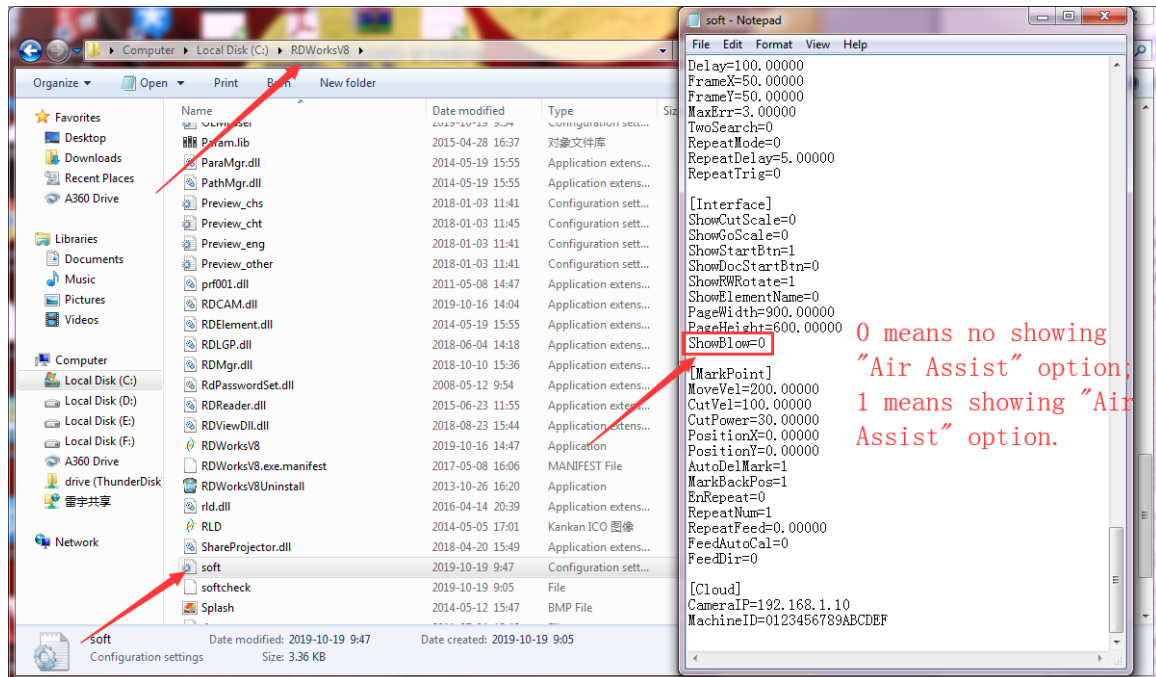 Computer ▸ Local Disk (C:) ▸ RDWorksV8 ▸
Organize Open Print Burn New folder
Favorites
Desktop
Downloads
Recent Places
A360 Drive
Libraries
Documents
Music
Pictures
Videos
Computer
Local Disk (C:)
Local Disk (D:)
Local Disk (E:)
Local Disk (F:)
A360 Drive
drive (ThunderDisk
雷宇共享
Network
Name Date modified Type Siz
Param.lib 2015-04-28 16:37 对象文件库
ParaMgr.dll 2014-05-19 15:55 Application extens...
PathMgr.dll 2014-05-19 15:55 Application extens...
Preview_chs 2018-01-03 11:41 Configuration sett...
Preview_cht 2018-01-03 11:45 Configuration sett...
Preview_eng 2018-01-03 11:41 Configuration sett...
Preview_other 2018-01-03 11:41 Configuration sett...
prf001.dll 2011-05-08 14:47 Application extens...
RDCAM.dll 2019-10-16 14:04 Application extens...
RDElement.dll 2014-05-19 15:55 Application extens...
RDLGP.dll 2018-06-04 14:18 Application extens...
RDMgr.dll 2018-10-10 15:36 Application extens...
RdPasswordSet.dll 2008-05-12 9:54 Application extens...
RDReader.dll 2015-06-23 11:55 Application extens...
RDViewDll.dll 2018-08-23 15:44 Application extens...
RDWorksV8 2019-10-16 14:47 Application
RDWorksV8.exe.manifest 2017-05-08 16:06 MANIFEST File
RDWorksV8Uninstall 2013-10-26 16:20 Application
rld.dll 2016-04-14 20:39 Application extens...
RLD 2014-05-05 17:01 Kankan ICO 图像
ShareProjector.dll 2018-04-20 15:49 Application extens...
soft 2019-10-19 9:47 Configuration sett...
softcheck 2019-10-19 9:05 File
Splash 2014-05-12 15:47 BMP File
soft Date modified: 2019-10-19 9:47 Date created: 2019-10-19 9:05
Configuration settings Size: 3.36 KB
soft - Notepad
File Edit Format View Help
Delay=100.00000
FrameX=50.00000
FrameY=50.00000
MaxErr=3.00000
TwoSearch=0
RepeatMode=0
RepeatDelay=5.00000
RepeatTrig=0
[Interface]
ShowCutScale=0
ShowGoScale=0
ShowStartBtn=1
ShowDocStartBtn=0
ShowRWRotate=1
ShowElementName=0
PageWidth=900.00000
PageHeight=600.00000
ShowBlow=0
[MarkPoint]
MoveVel=200.00000
CutVel=100.00000
CutPower=30.00000
PositionX=0.00000
PositionY=0.00000
AutoDelMark=1
MarkBackPos=1
EnRepeat=0
RepeatNum=1
RepeatFeed=0.00000
FeedAutoCal=0
FeedDir=0
[Cloud]
CameraIP=192.168.1.10
MachineID=0123456789ABCDEF
0 means no showing
"Air Assist" option;
1 means showing "Air
Assist" option.